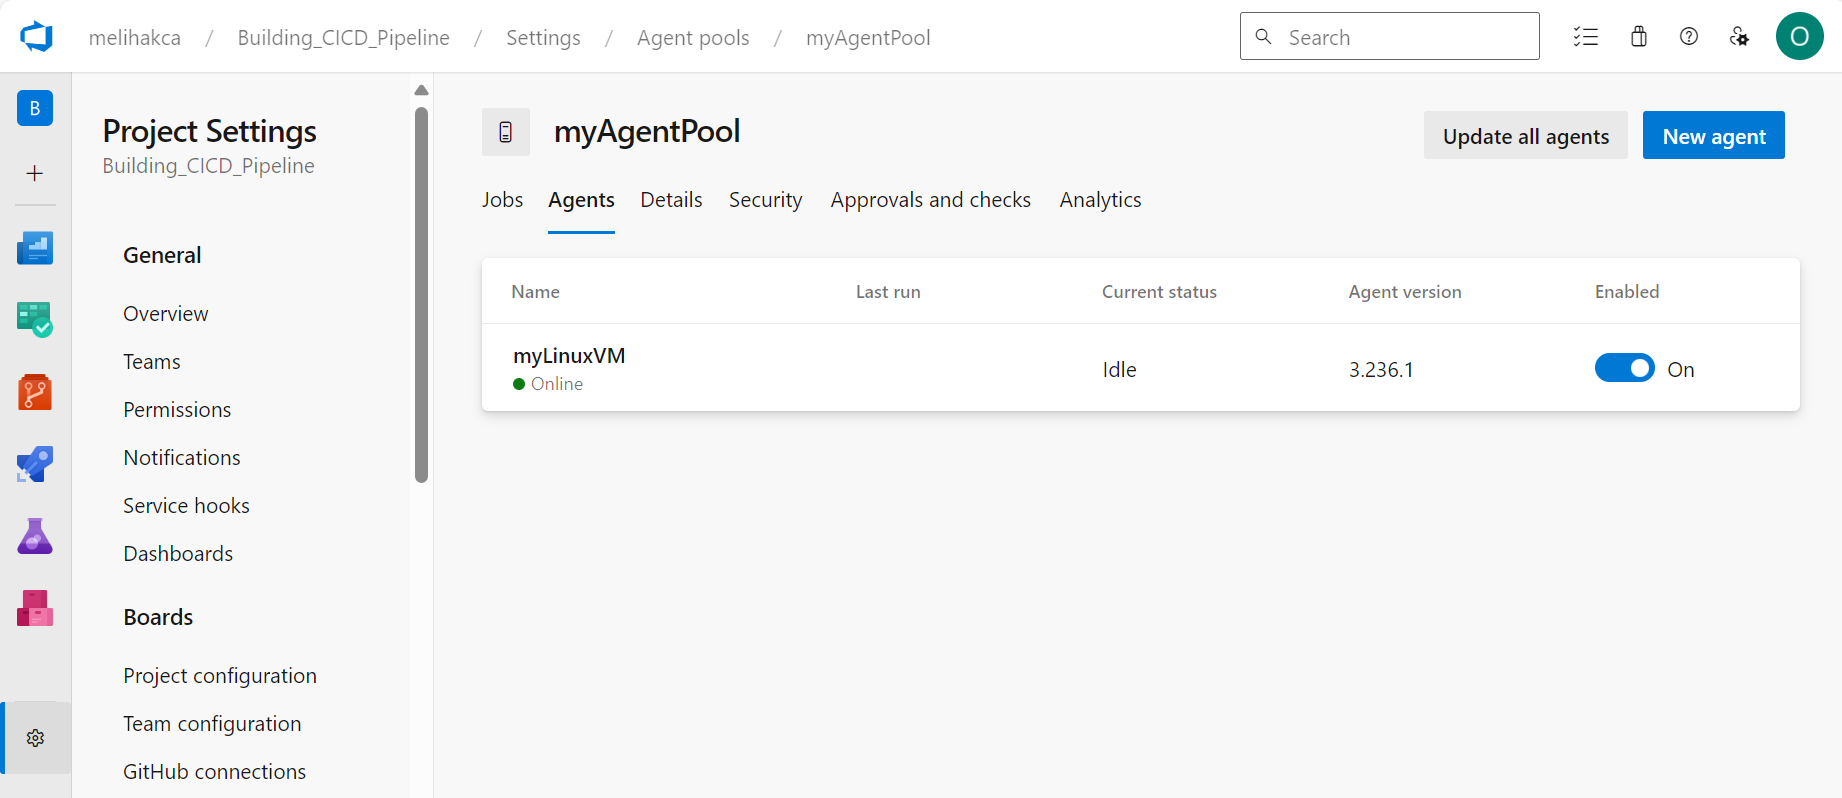 melihakca / Building_CICD_Pipeline / Settings / Agent pools / myAgentPool
Search
O
B
Project Settings
Building_CICD_Pipeline
General
Overview
Teams
Permissions
Notifications
Service hooks
Dashboards
Boards
Project configuration
Team configuration
GitHub connections
myAgentPool
Update all agents
New agent
Jobs Agents Details Security Approvals and checks Analytics
Name Last run Current status Agent version Enabled
myLinuxVM
Online
Idle 3.236.1 On